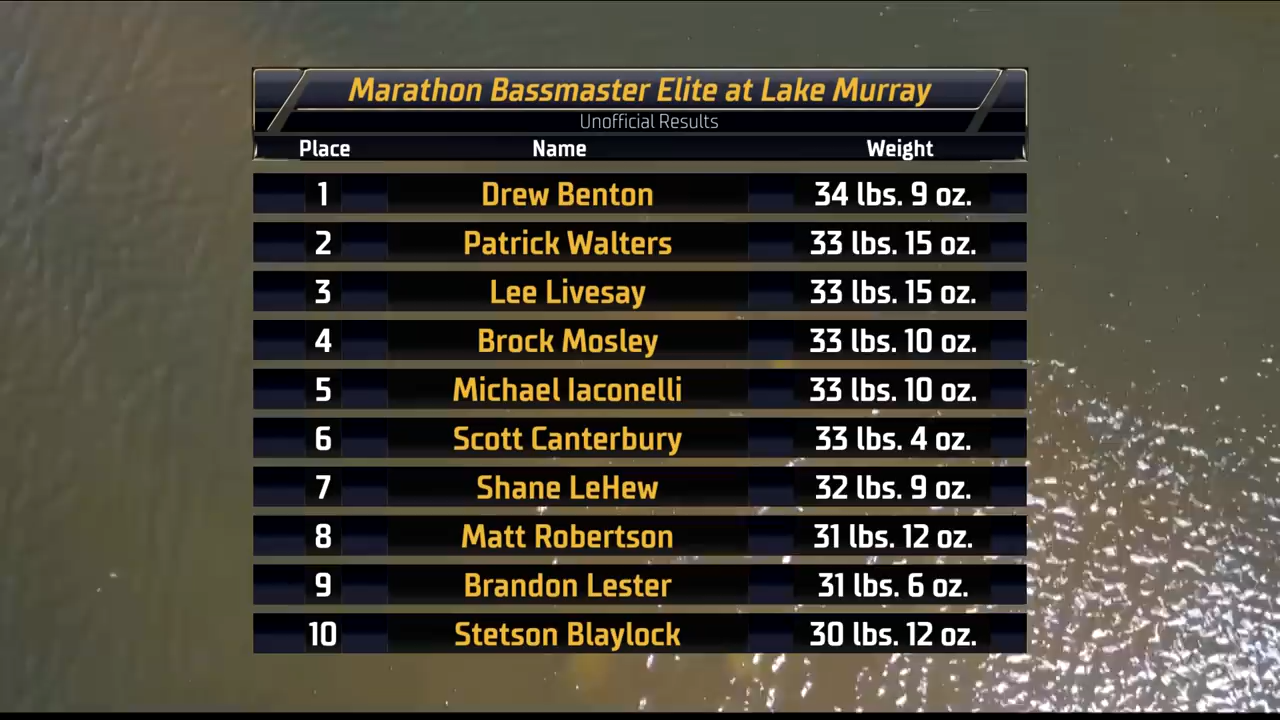 Marathon Bassmaster Elite at Lake Murray
Unofficial Results
Place Name Weight
1 Drew Benton 34 lbs. 9 oz.
2 Patrick Walters 33 lbs. 15 oz.
3 Lee Livesay 33 lbs. 15 oz.
4 Brock Mosley 33 lbs. 10 oz.
5 Michael Iaconelli 33 lbs. 10 oz.
6 Scott Canterbury 33 lbs. 4 oz.
7 Shane LeHew 32 lbs. 9 oz.
8 Matt Robertson 31 lbs. 12 oz.
9 Brandon Lester 31 lbs. 6 oz.
10 Stetson Blaylock 30 lbs. 12 oz.